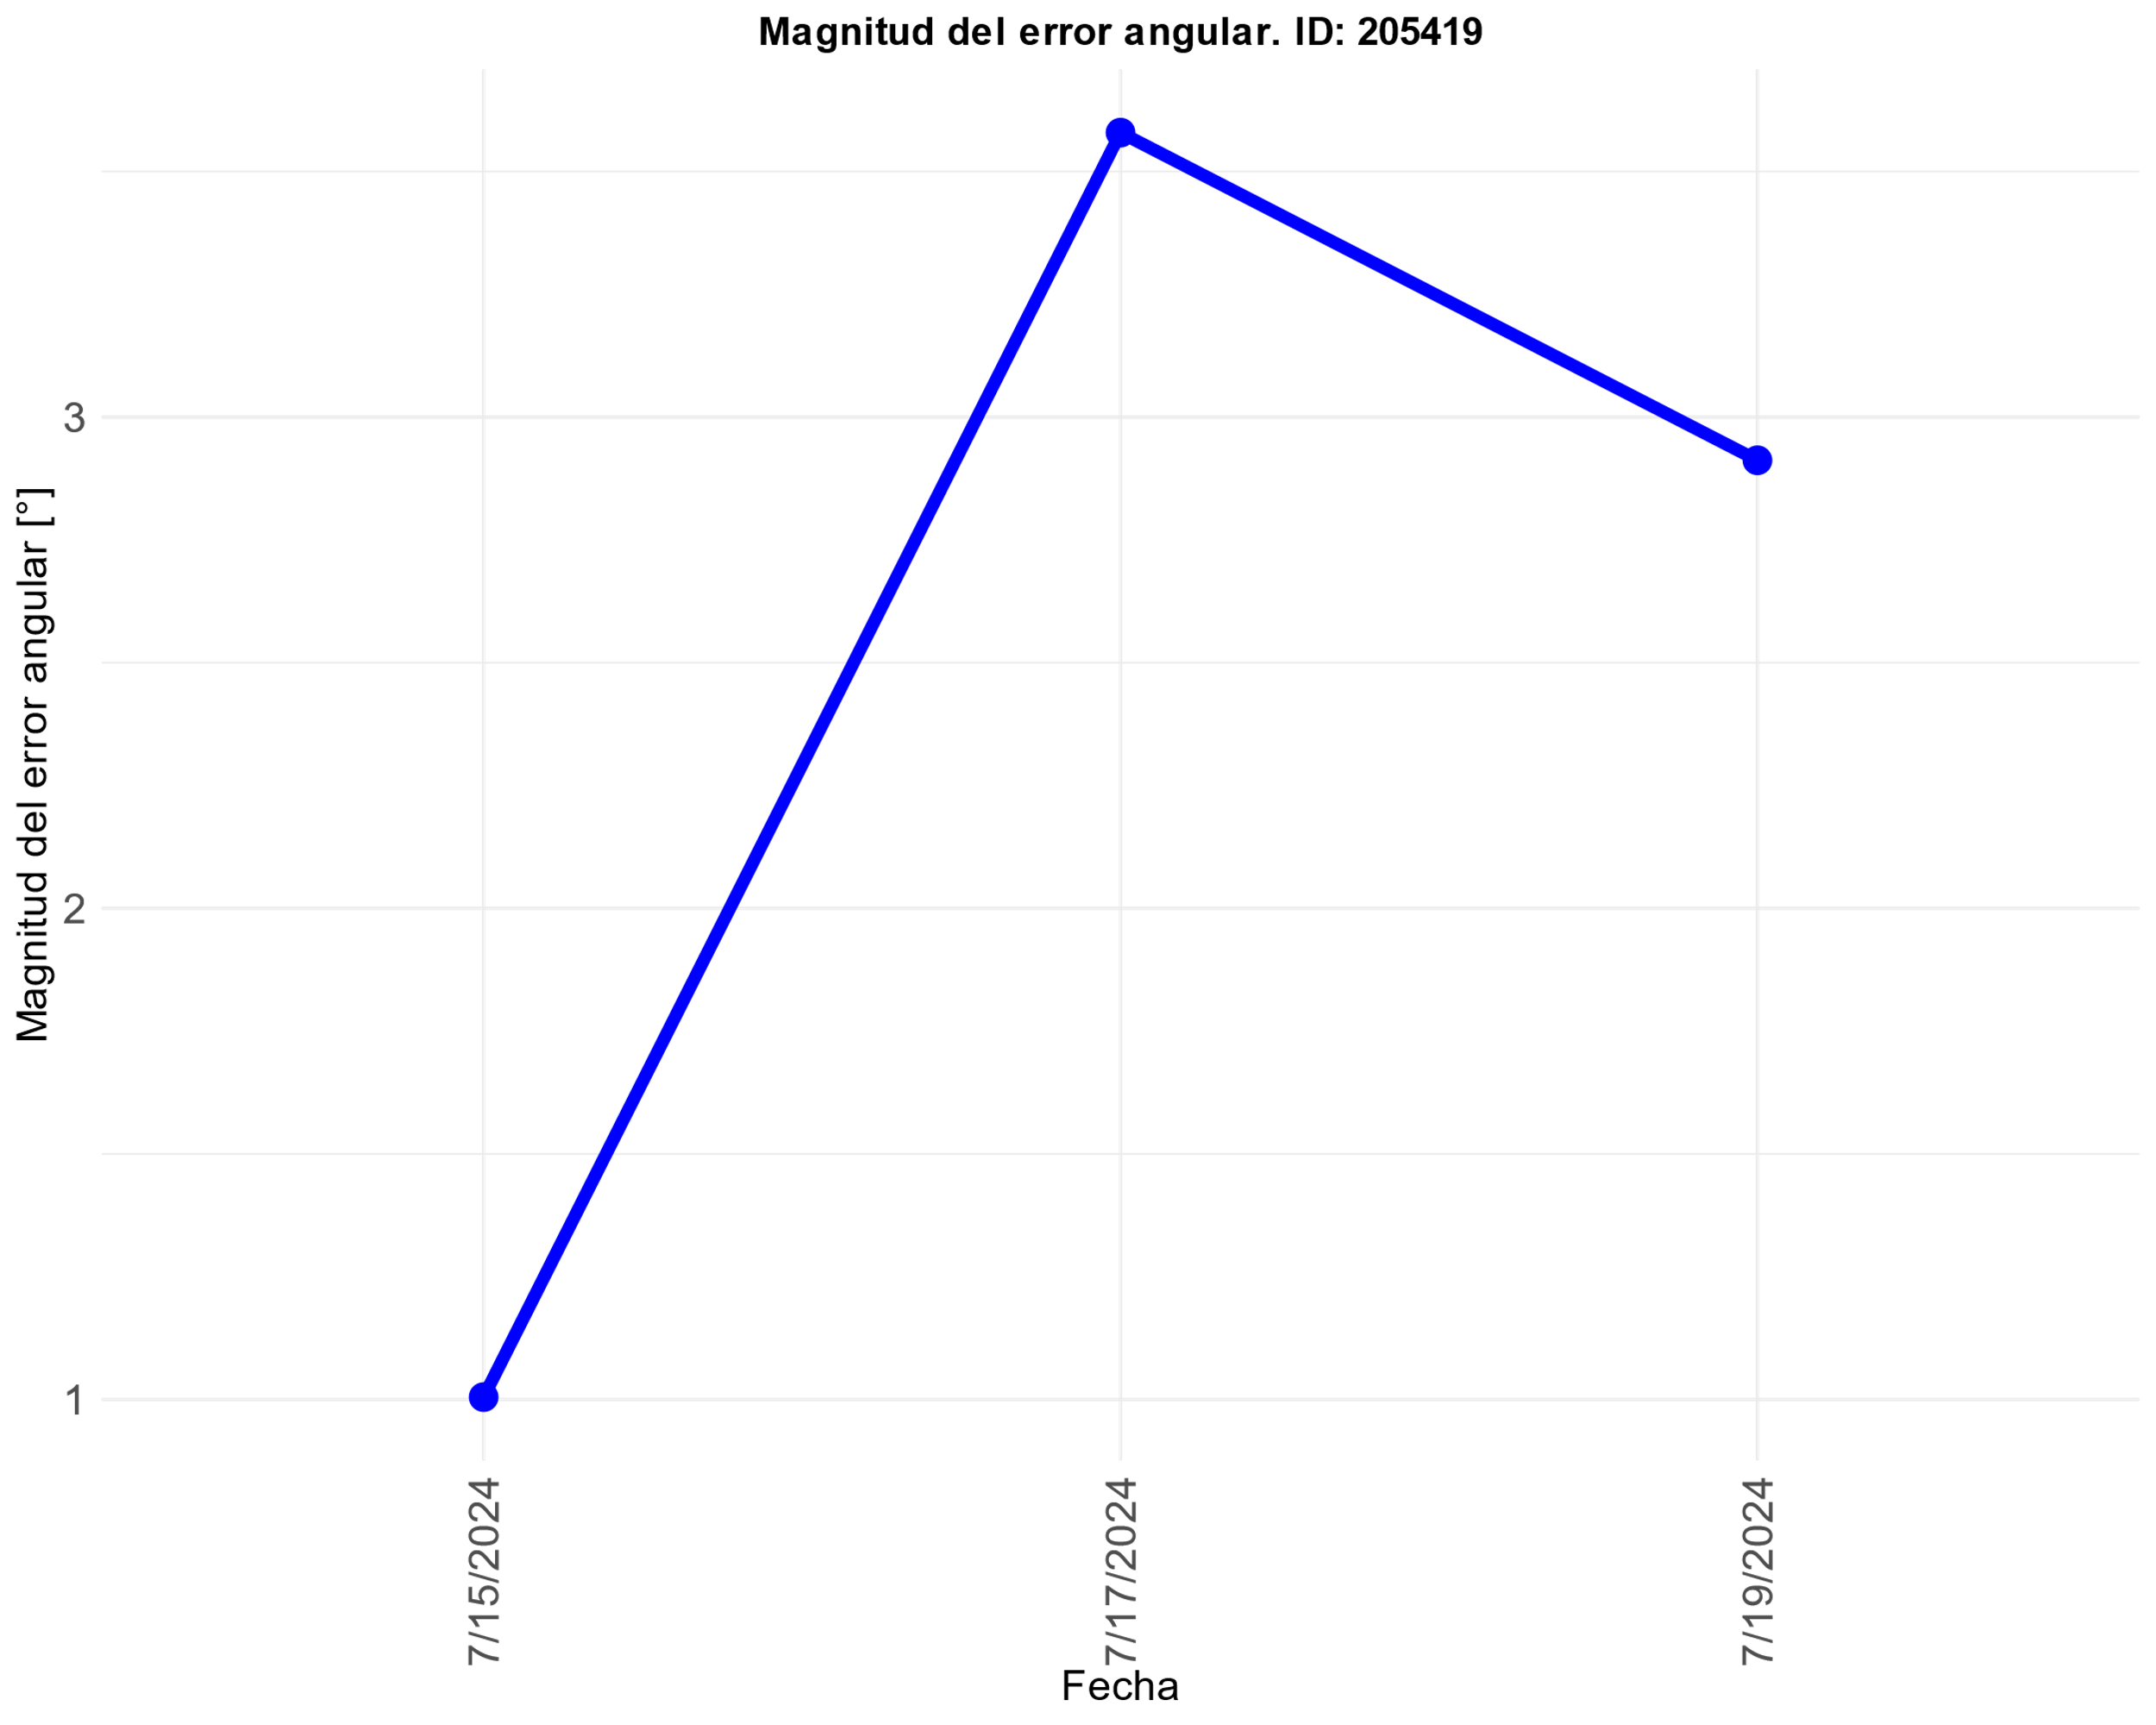 Magnitud del error angular. ID: 205419
Magnitud del error angular [°]
3
2
1
7/15/2024
7/17/2024
7/19/2024
Fecha